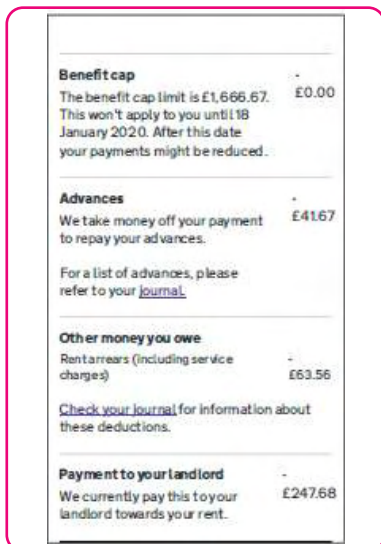 Benefit cap
-
The benefit cap limit is £1,666.67.
£0.00
This won't apply to you until 18
January 2020. After this date
your payments might be reduced.
Advances
-
We take money off your payment
£41.67
to repay your advances.
For a list of advances, please
refer to your journal.
Other money you owe
Rent arrears (including service
-
charges)
£63.56
Check your journal for information about
these deductions.
Payment to your landlord
-
We currently pay this to your
£247.68
landlord towards your rent.